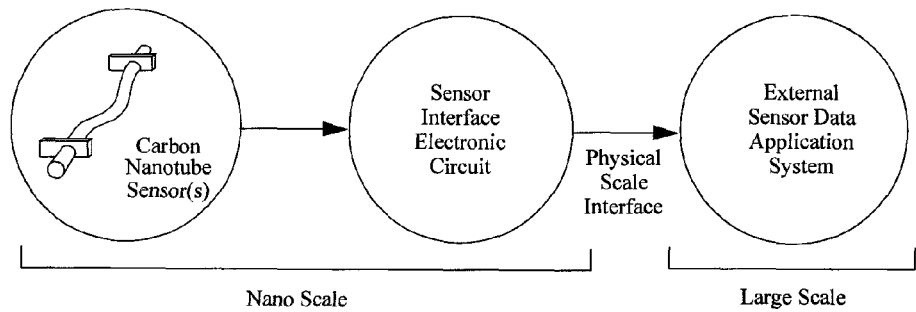 Carbon
Nanotube
Sensor(s)
Sensor
Interface
Electronic
Circuit
Physical
Scale
Interface
External
Sensor Data
Application
System
Nano Scale
Large Scale